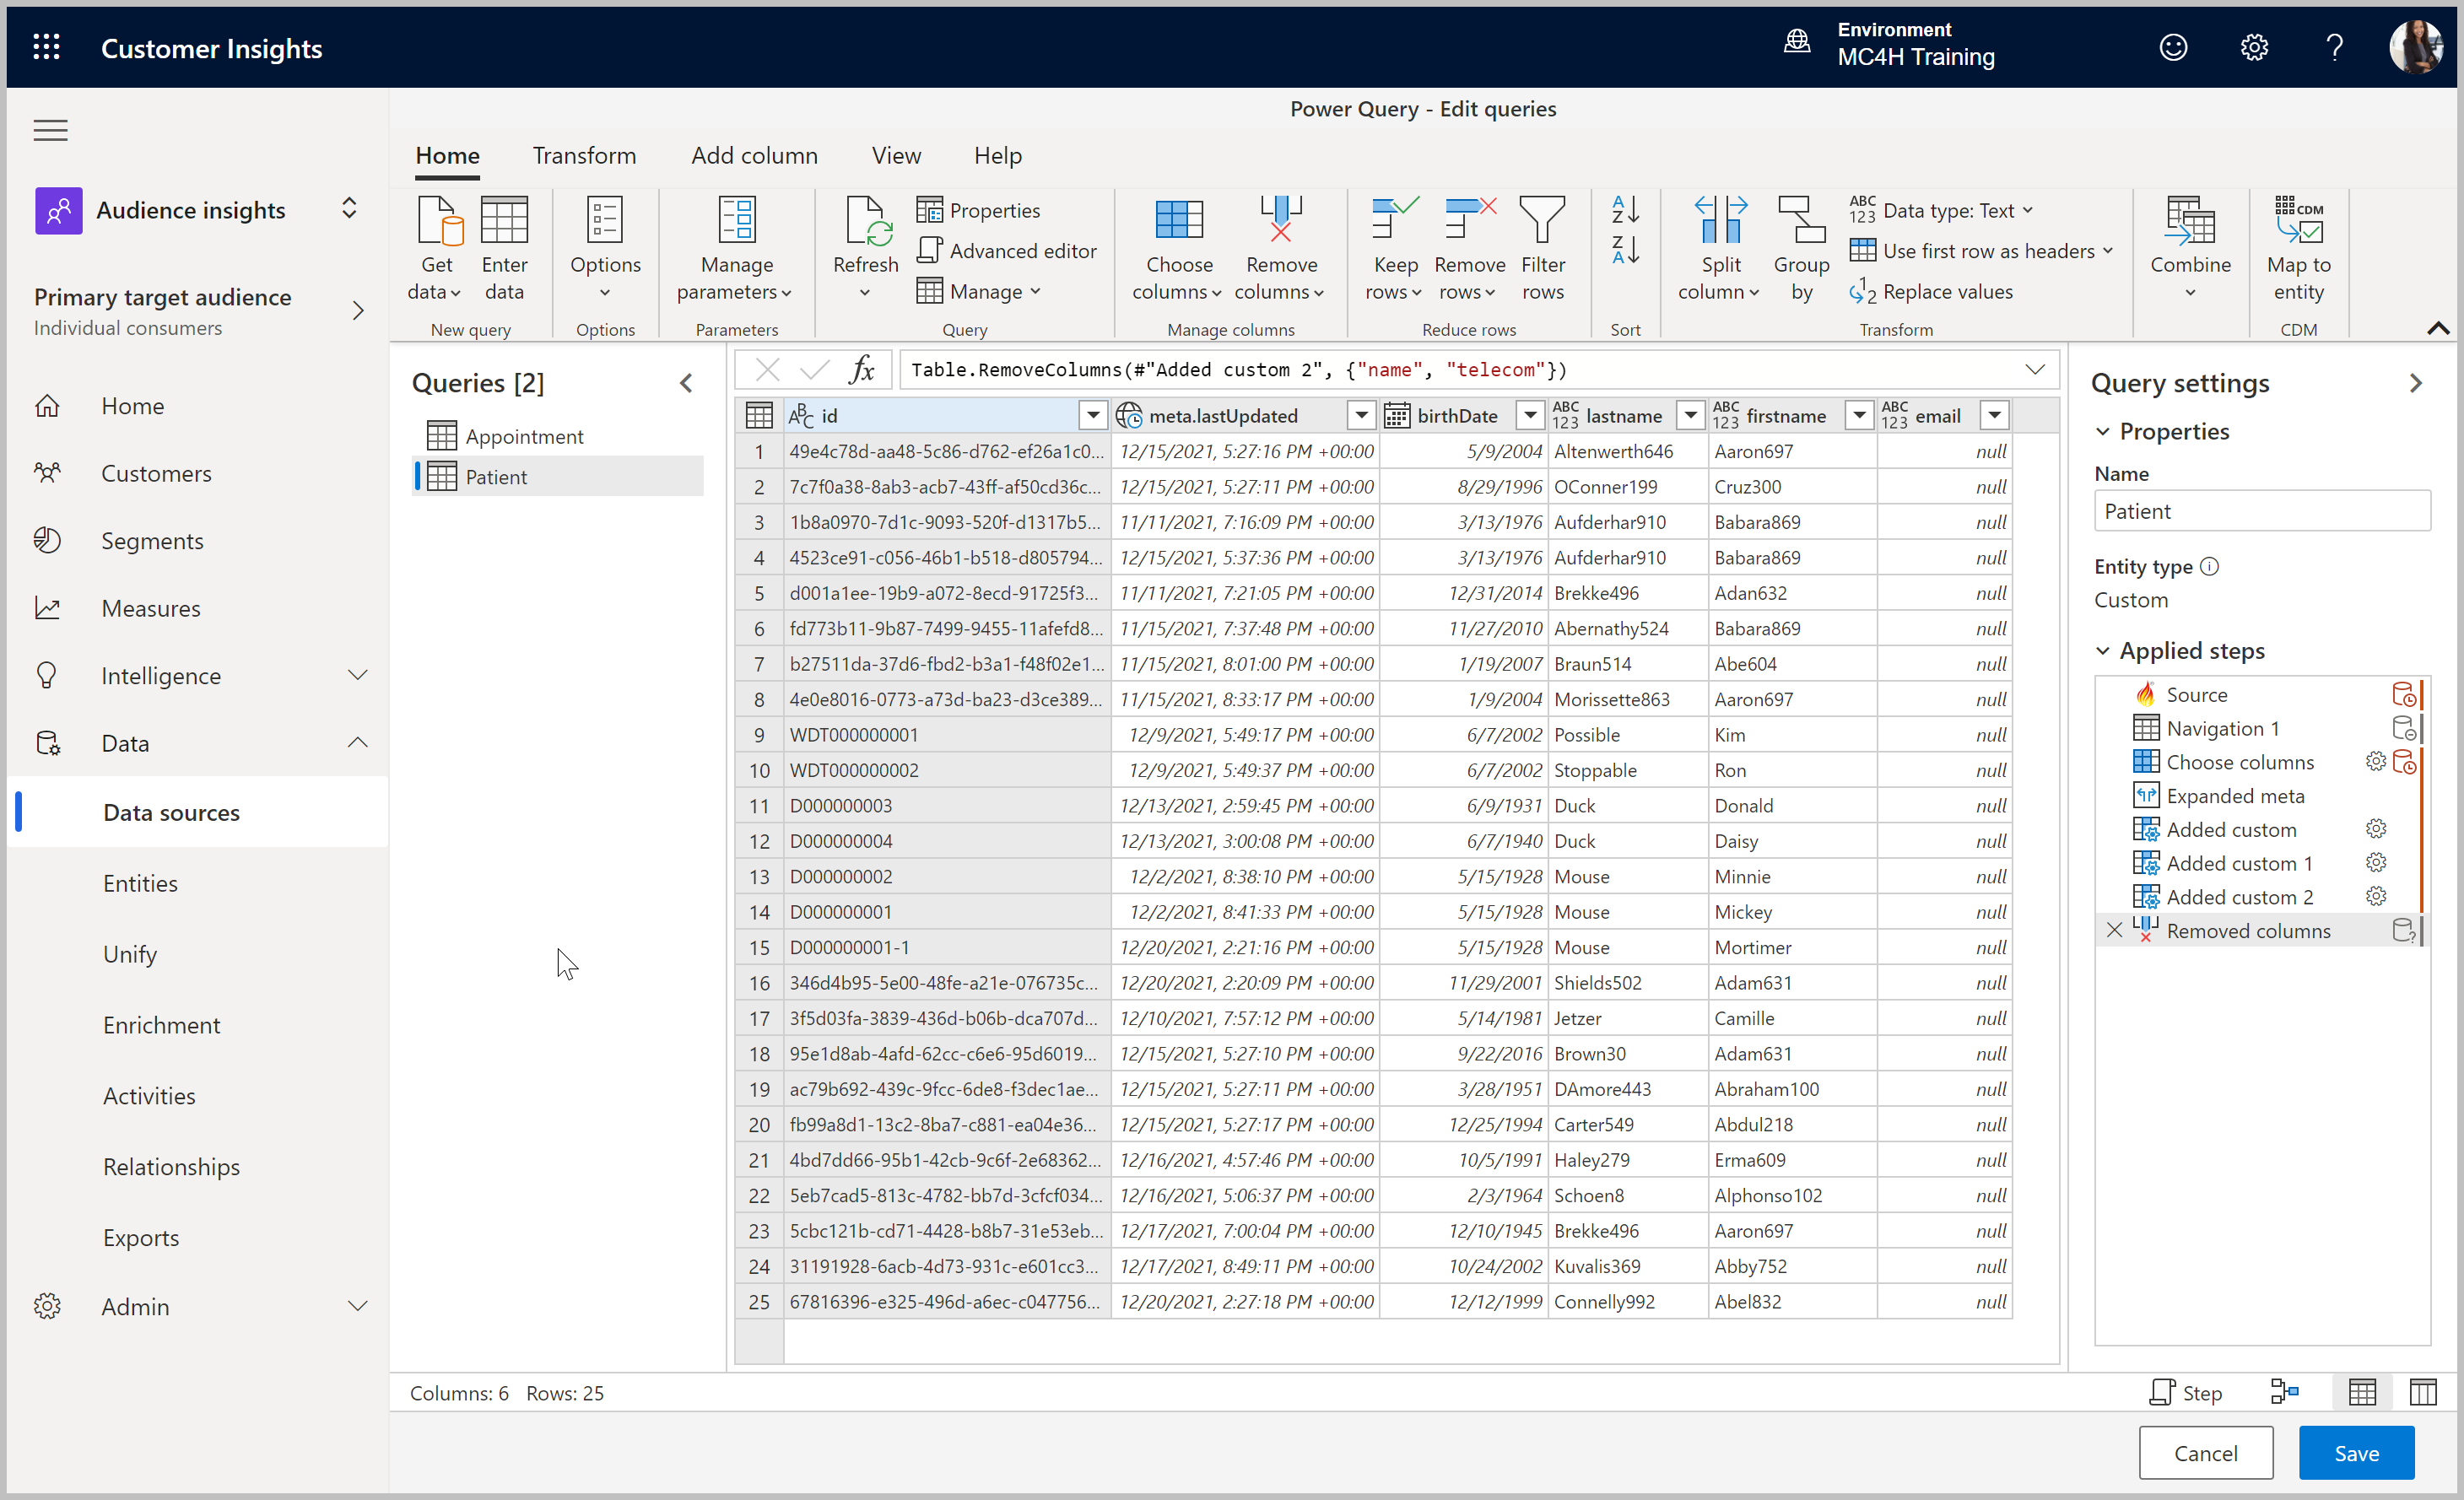 Customer Insights
Environment
MC4H Training
Power Query - Edit queries
Audience insights
Primary target audience
Individual consumers
Home
Customers
Segments
Measures
Intelligence
Data
Data sources
Entities
Unify
Enrichment
Activities
Relationships
Exports
Admin
Home Transform Add column View Help
Get data
Enter data
New query
Options
Options
Manage parameters
Parameters
Refresh
Properties
Advanced editor
Manage
Query
Choose columns
Remove columns
Manage columns
Keep rows
Remove rows
Filter rows
Reduce rows
A Z
Z A
Sort
Split column
Group by
ABC 123 Data type: Text
Use first row as headers
1 2 Replace values
Transform
Combine
CDM
Map to entity
CDM
Queries [2]
Appointment
Patient
fx Table.RemoveColumns(#"Added custom 2", {"name", "telecom"})
ABC id meta.lastUpdated birthDate ABC 123 lastname ABC 123 firstname ABC 123 email
1 49e4c78d-aa48-5c86-d762-ef26a1c0... 12/15/2021, 5:27:16 PM +00:00 5/9/2004 Altenwerth646 Aaron697 null
2 7c7f0a38-8ab3-acb7-43ff-af50cd36c... 12/15/2021, 5:27:11 PM +00:00 8/29/1996 OConner199 Cruz300 null
3 1b8a0970-7d1c-9093-520f-d1317b5... 11/11/2021, 7:16:09 PM +00:00 3/13/1976 Aufderhar910 Babara869 null
4 4523ce91-c056-46b1-b518-d805794... 12/15/2021, 5:37:36 PM +00:00 3/13/1976 Aufderhar910 Babara869 null
5 d001a1ee-19b9-a072-8ecd-91725f3... 11/11/2021, 7:21:05 PM +00:00 12/31/2014 Brekke496 Adan632 null
6 fd773b11-9b87-7499-9455-11afefd8... 11/15/2021, 7:37:48 PM +00:00 11/27/2010 Abernathy524 Babara869 null
7 b27511da-37d6-fbd2-b3a1-f48f02e1... 11/15/2021, 8:01:00 PM +00:00 1/19/2007 Braun514 Abe604 null
8 4e0e8016-0773-a73d-ba23-d3ce389... 11/15/2021, 8:33:17 PM +00:00 1/9/2004 Morissette863 Aaron697 null
9 WDT000000001 12/9/2021, 5:49:17 PM +00:00 6/7/2002 Possible Kim null
10 WDT000000002 12/9/2021, 5:49:37 PM +00:00 6/7/2002 Stoppable Ron null
11 D000000003 12/13/2021, 2:59:45 PM +00:00 6/9/1931 Duck Donald null
12 D000000004 12/13/2021, 3:00:08 PM +00:00 6/7/1940 Duck Daisy null
13 D000000002 12/2/2021, 8:38:10 PM +00:00 5/15/1928 Mouse Minnie null
14 D000000001 12/2/2021, 8:41:33 PM +00:00 5/15/1928 Mouse Mickey null
15 D000000001-1 12/20/2021, 2:21:16 PM +00:00 5/15/1928 Mouse Mortimer null
16 346d4b95-5e00-48fe-a21e-076735c... 12/20/2021, 2:20:09 PM +00:00 11/29/2001 Shields502 Adam631 null
17 3f5d03fa-3839-436d-b06b-dca707d... 12/10/2021, 7:57:12 PM +00:00 5/14/1981 Jetzer Camille null
18 95e1d8ab-4afd-62cc-c6e6-95d6019... 12/15/2021, 5:27:10 PM +00:00 9/22/2016 Brown30 Adam631 null
19 ac79b692-439c-9fcc-6de8-f3dec1ae... 12/15/2021, 5:27:11 PM +00:00 3/28/1951 DAmore443 Abraham100 null
20 fb99a8d1-13c2-8ba7-c881-ea04e36... 12/15/2021, 5:27:17 PM +00:00 12/25/1994 Carter549 Abdul218 null
21 4bd7dd66-95b1-42cb-9c6f-2e68362... 12/16/2021, 4:57:46 PM +00:00 10/5/1991 Haley279 Erma609 null
22 5eb7cad5-813c-4782-bb7d-3cfcf034... 12/16/2021, 5:06:37 PM +00:00 2/3/1964 Schoen8 Alphonso102 null
23 5cbc121b-cd71-4428-b8b7-31e53eb... 12/17/2021, 7:00:04 PM +00:00 12/10/1945 Brekke496 Aaron697 null
24 31191928-6acb-4d73-931c-e601cc3... 12/17/2021, 8:49:11 PM +00:00 10/24/2002 Kuvalis369 Abby752 null
25 67816396-e325-496d-a6ec-c047756... 12/20/2021, 2:27:18 PM +00:00 12/12/1999 Connelly992 Abel832 null
Query settings
Properties
Name
Patient
Entity type
Custom
Applied steps
Source
Navigation 1
Choose columns
Expanded meta
Added custom
Added custom 1
Added custom 2
Removed columns
Columns: 6 Rows: 25
Step
Cancel
Save